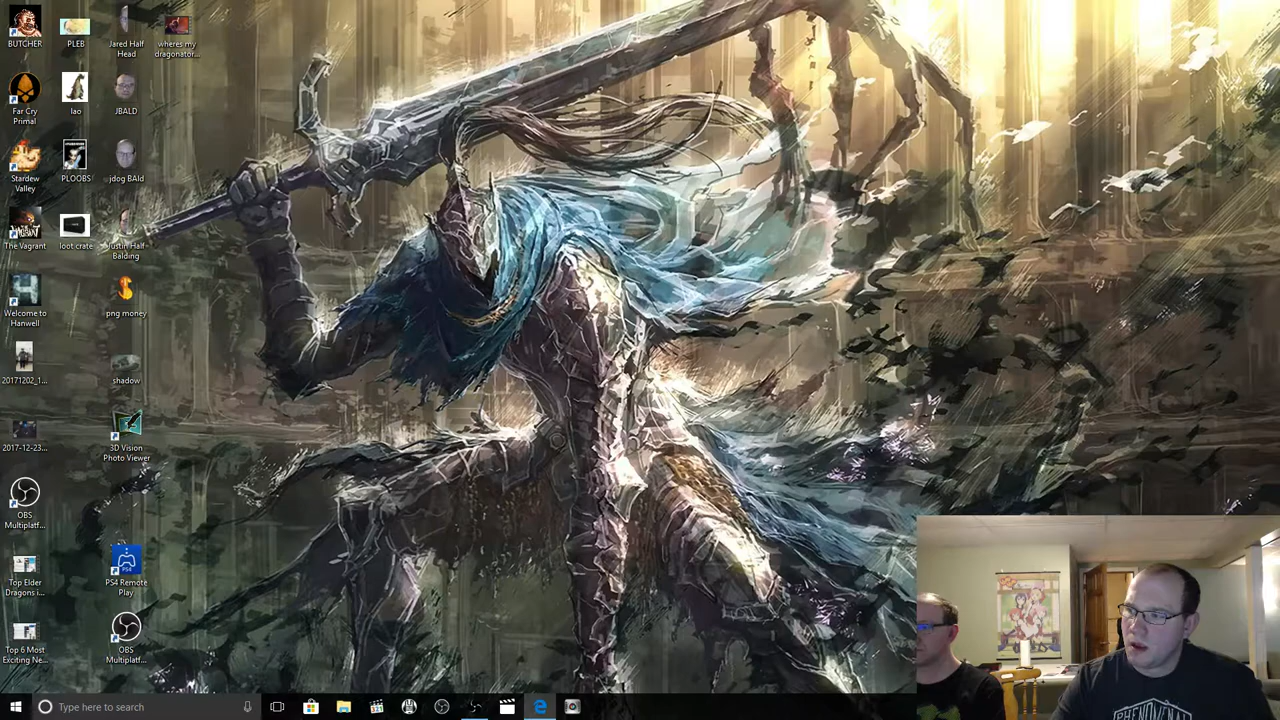 BUTCHER
PLEB
Jared Half
Head
wheres my
dragonator...
Far Cry
Primal
lao
JBALD
Stardew
Valley
PLOOBS
jdog BAld
The Vagrant
loot crate
Justin Half
Balding
Welcome to
Hanwell
png money
20171202_1...
shadow
2017-12-23...
3D Vision
Photo Viewer
OBS
Multiplatf...
Top Elder
Dragons i...
PS4 Remote
Play
Top 6 Most
Exciting Ne...
OBS
Multiplatf...
Type here to search
PHENOVENT